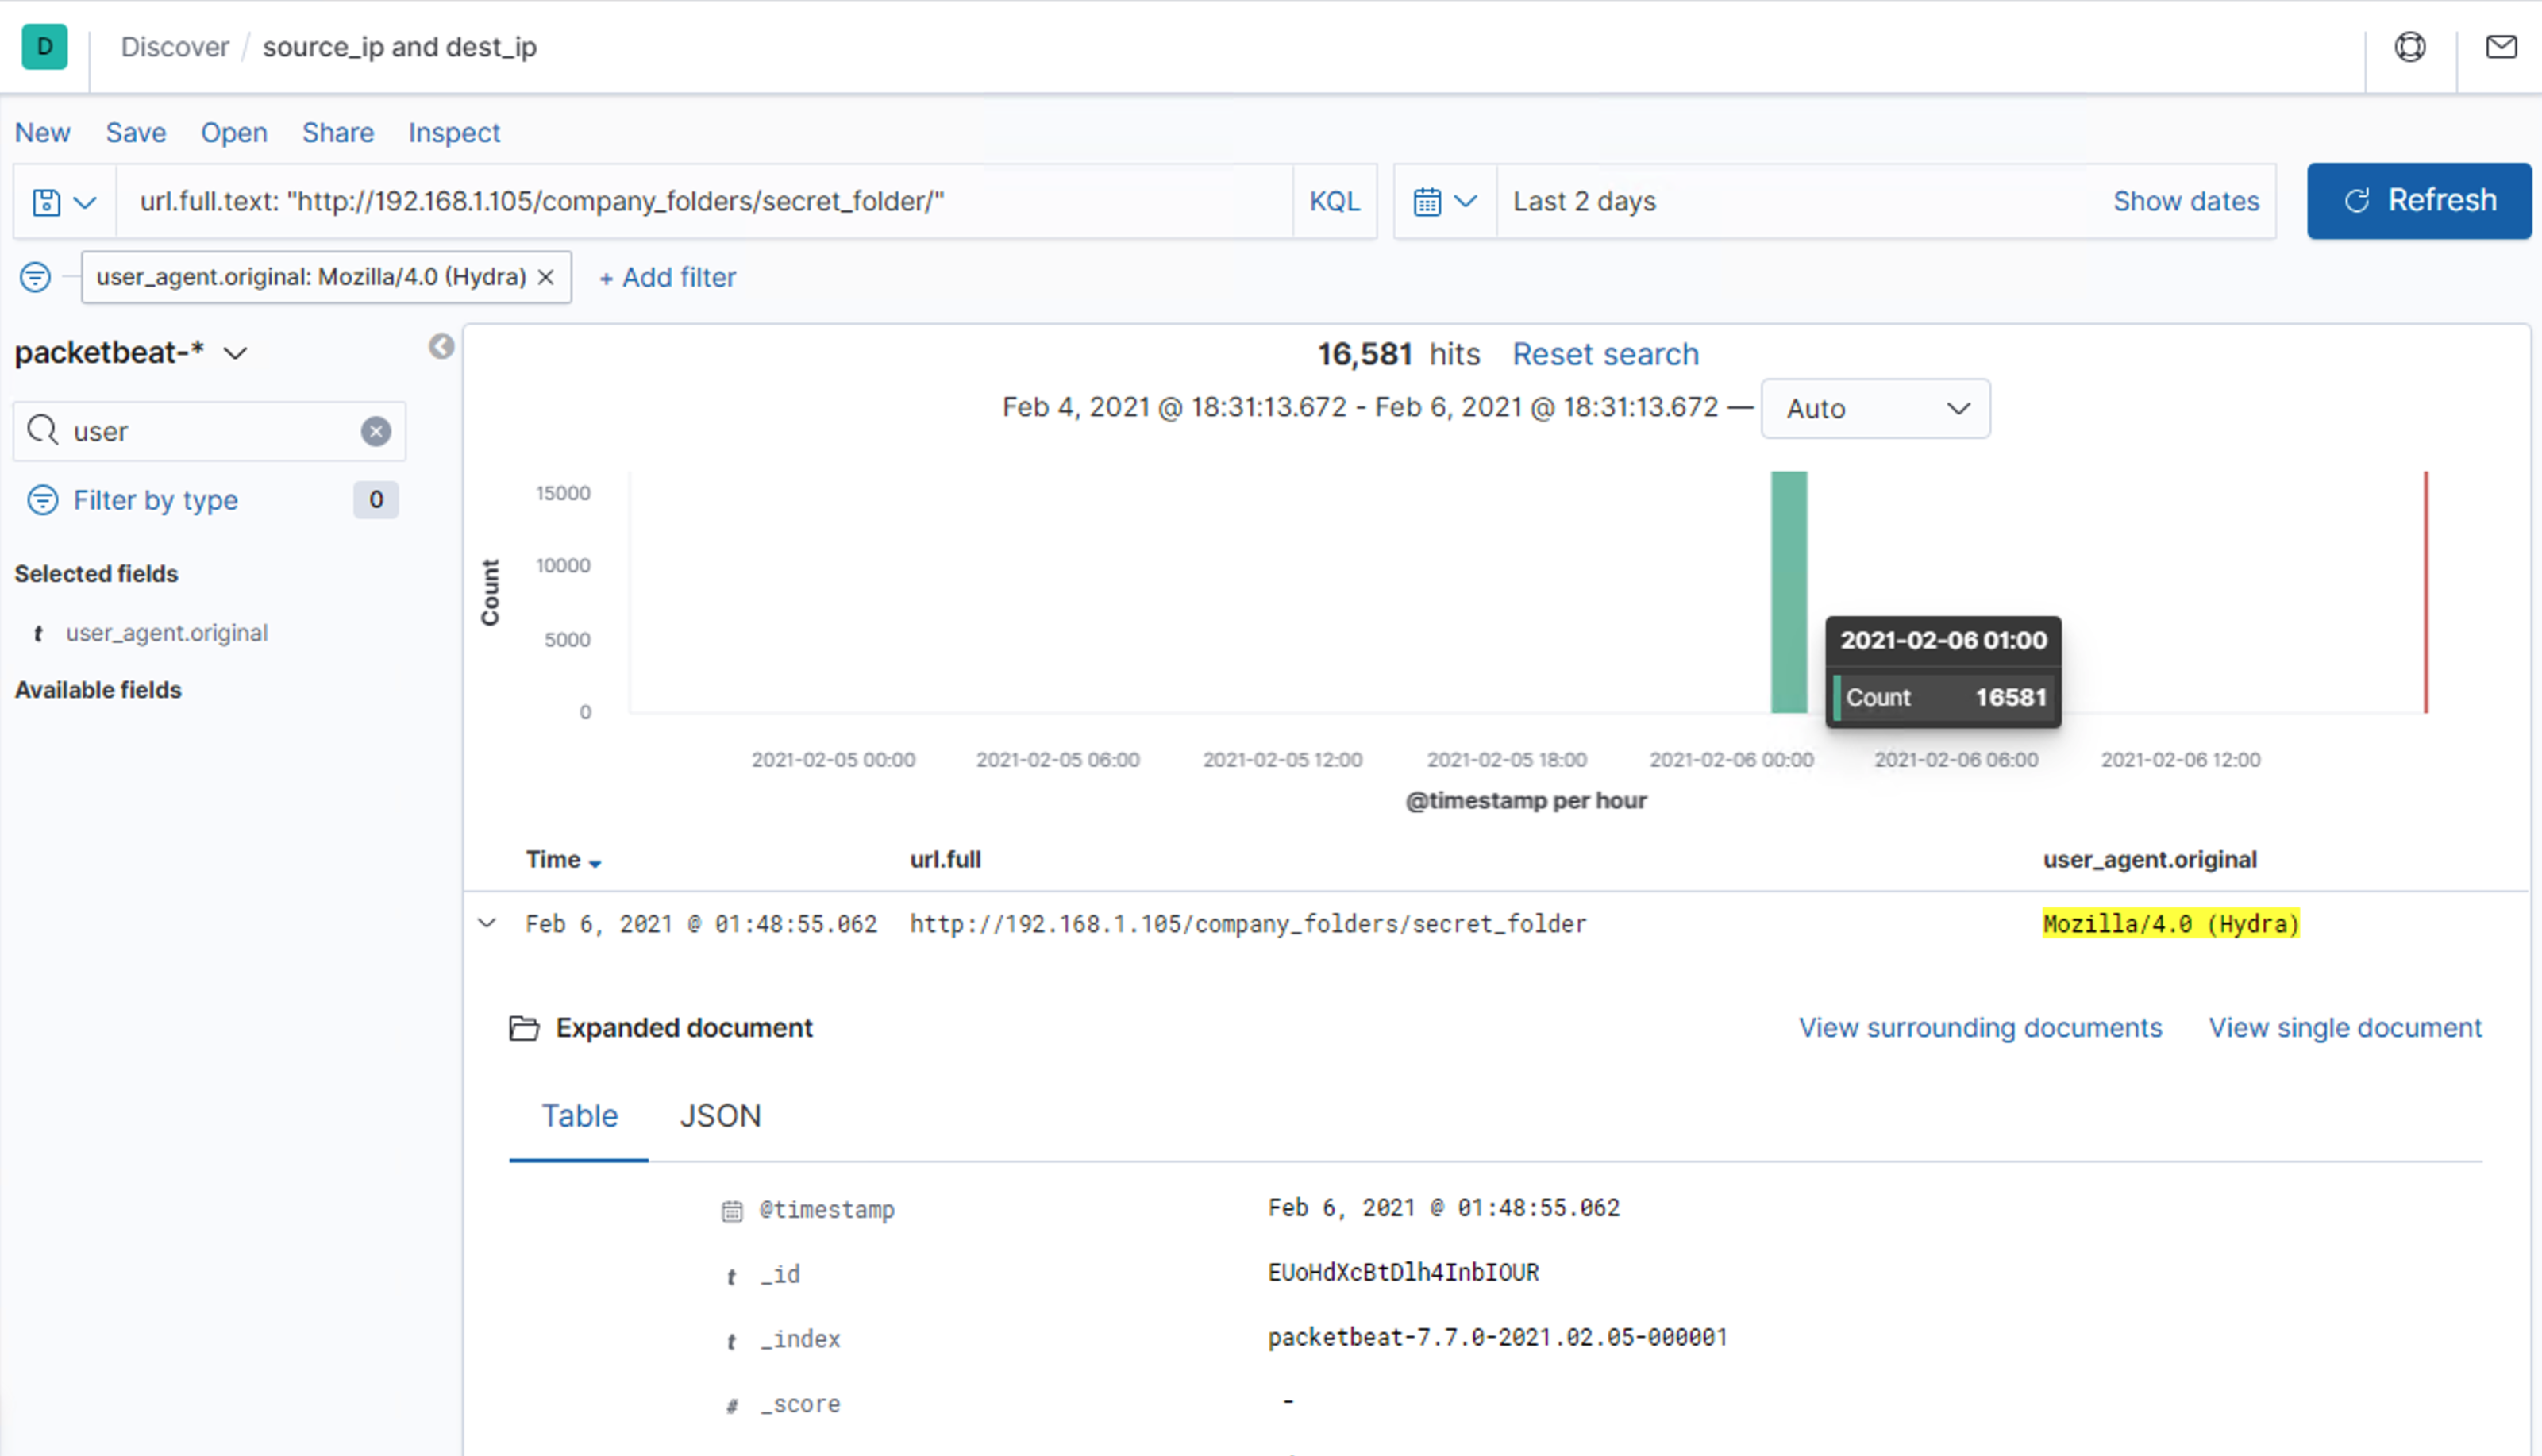 D Discover / source_ip and dest_ip
New Save Open Share Inspect
url.full.text: "http://192.168.1.105/company_folders/secret_folder/" KQL Last 2 days Show dates Refresh
user_agent.original: Mozilla/4.0 (Hydra) × + Add filter
packetbeat-*
user
Filter by type 0
Selected fields
t user_agent.original
Available fields
16,581 hits Reset search
Feb 4, 2021 @ 18:31:13.672 - Feb 6, 2021 @ 18:31:13.672 — Auto
Count
15000
10000
5000
0
2021-02-06 01:00
Count 16581
2021-02-05 00:00 2021-02-05 06:00 2021-02-05 12:00 2021-02-05 18:00 2021-02-06 00:00 2021-02-06 06:00 2021-02-06 12:00
@timestamp per hour
Time url.full user_agent.original
Feb 6, 2021 @ 01:48:55.062 http://192.168.1.105/company_folders/secret_folder Mozilla/4.0 (Hydra)
Expanded document View surrounding documents View single document
Table JSON
@timestamp Feb 6, 2021 @ 01:48:55.062
t _id EUoHdXcBtDlh4InbIOUR
t _index packetbeat-7.7.0-2021.02.05-000001
# _score -